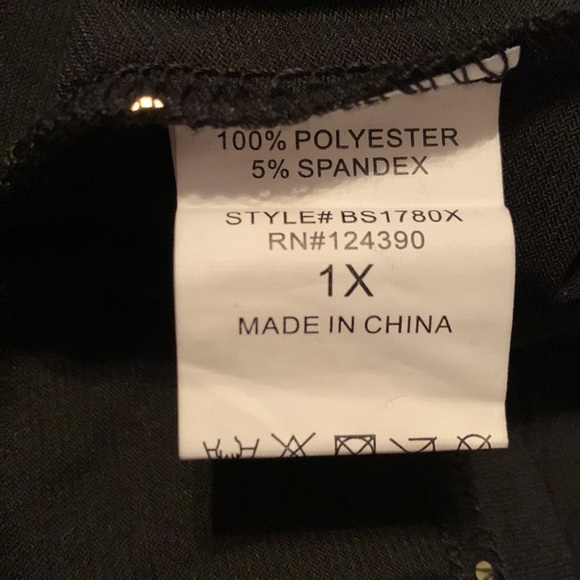 100% POLYESTER
5% SPANDEX
STYLE# BS1780X
RN#124390
1X
MADE IN CHINA